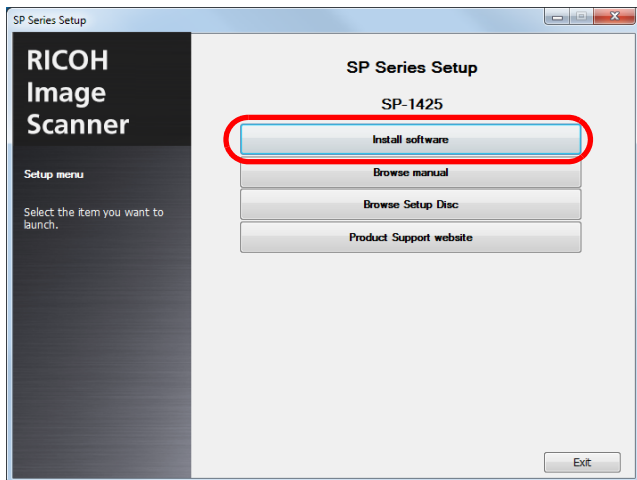 SP Series Setup
RICOH
Image
Scanner
Setup menu
Select the item you want to
launch.
SP Series Setup
SP-1425
Install software
Browse manual
Browse Setup Disc
Product Support website
Exit